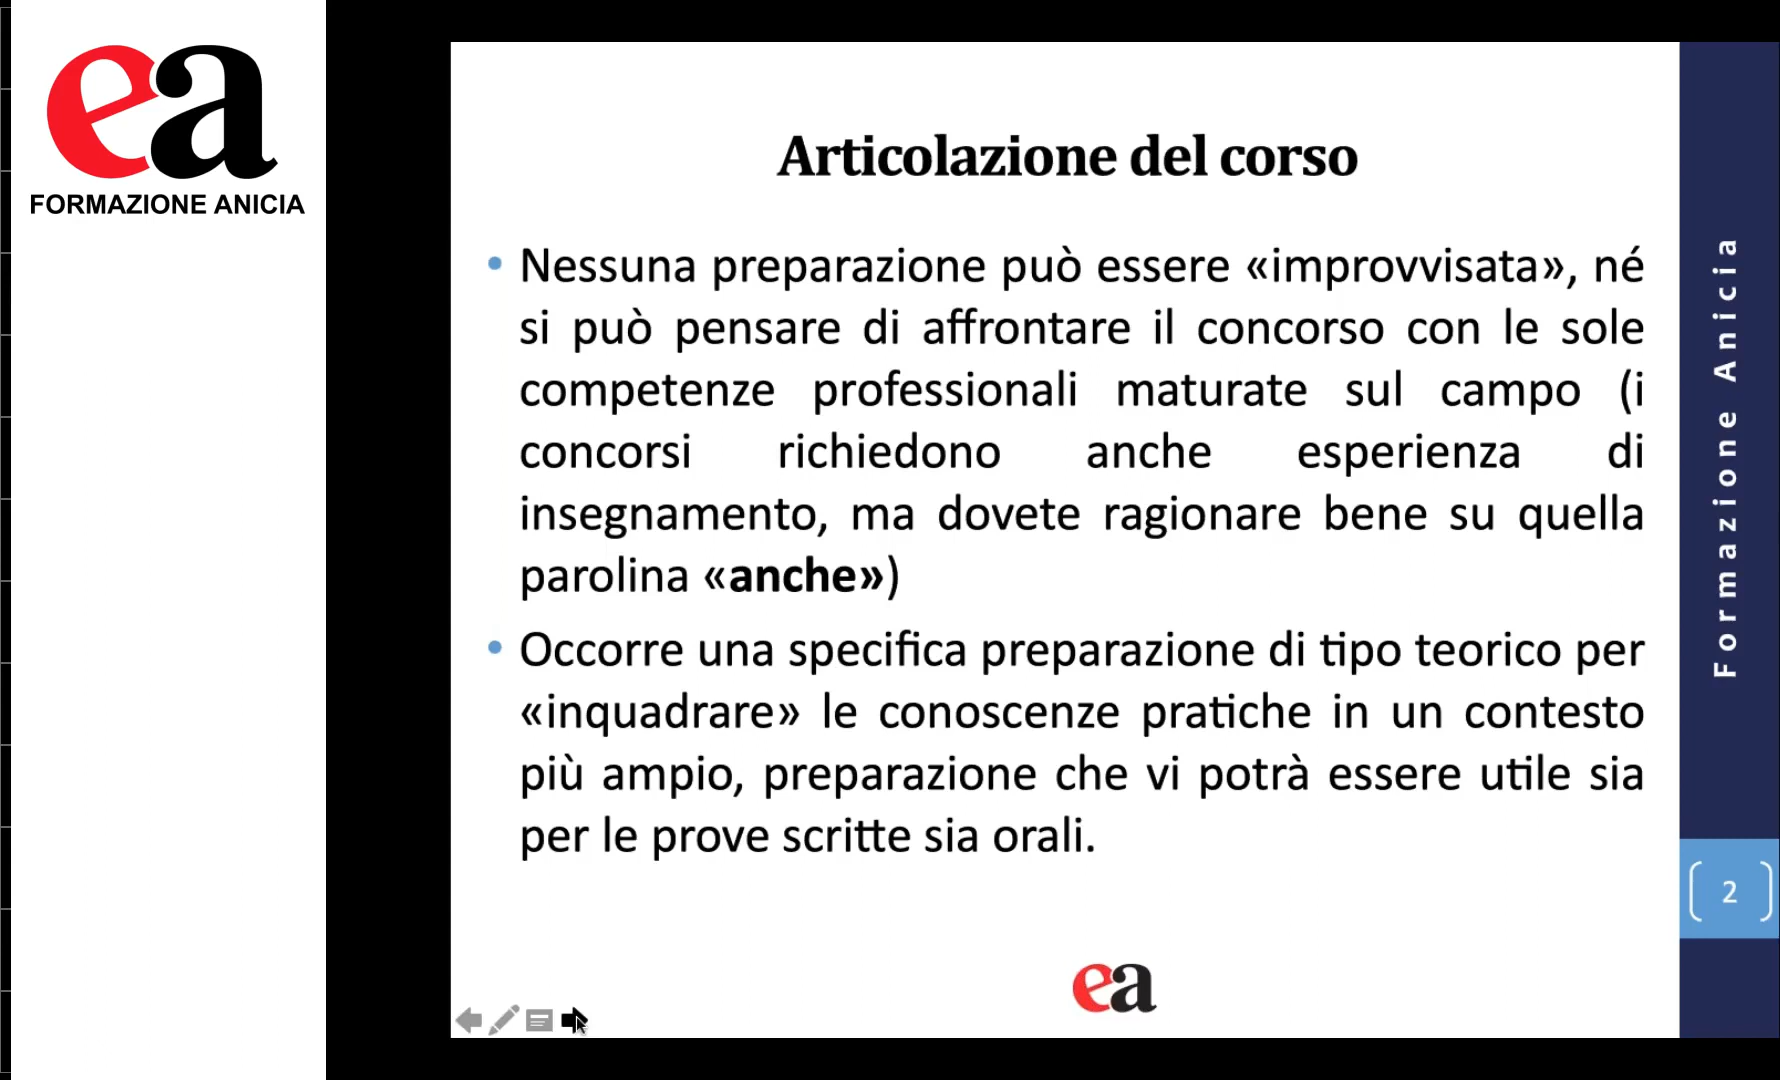 ea
FORMAZIONE ANICIA
Articolazione del corso
• Nessuna preparazione può essere «improvvisata», né
si può pensare di affrontare il concorso con le sole
competenze professionali maturate sul campo (i
concorsi richiedono anche esperienza di
insegnamento, ma dovete ragionare bene su quella
parolina «anche»)
• Occorre una specifica preparazione di tipo teorico per
«inquadrare» le conoscenze pratiche in un contesto
più ampio, preparazione che vi potrà essere utile sia
per le prove scritte sia orali.
Formazione Anicia
2
ea